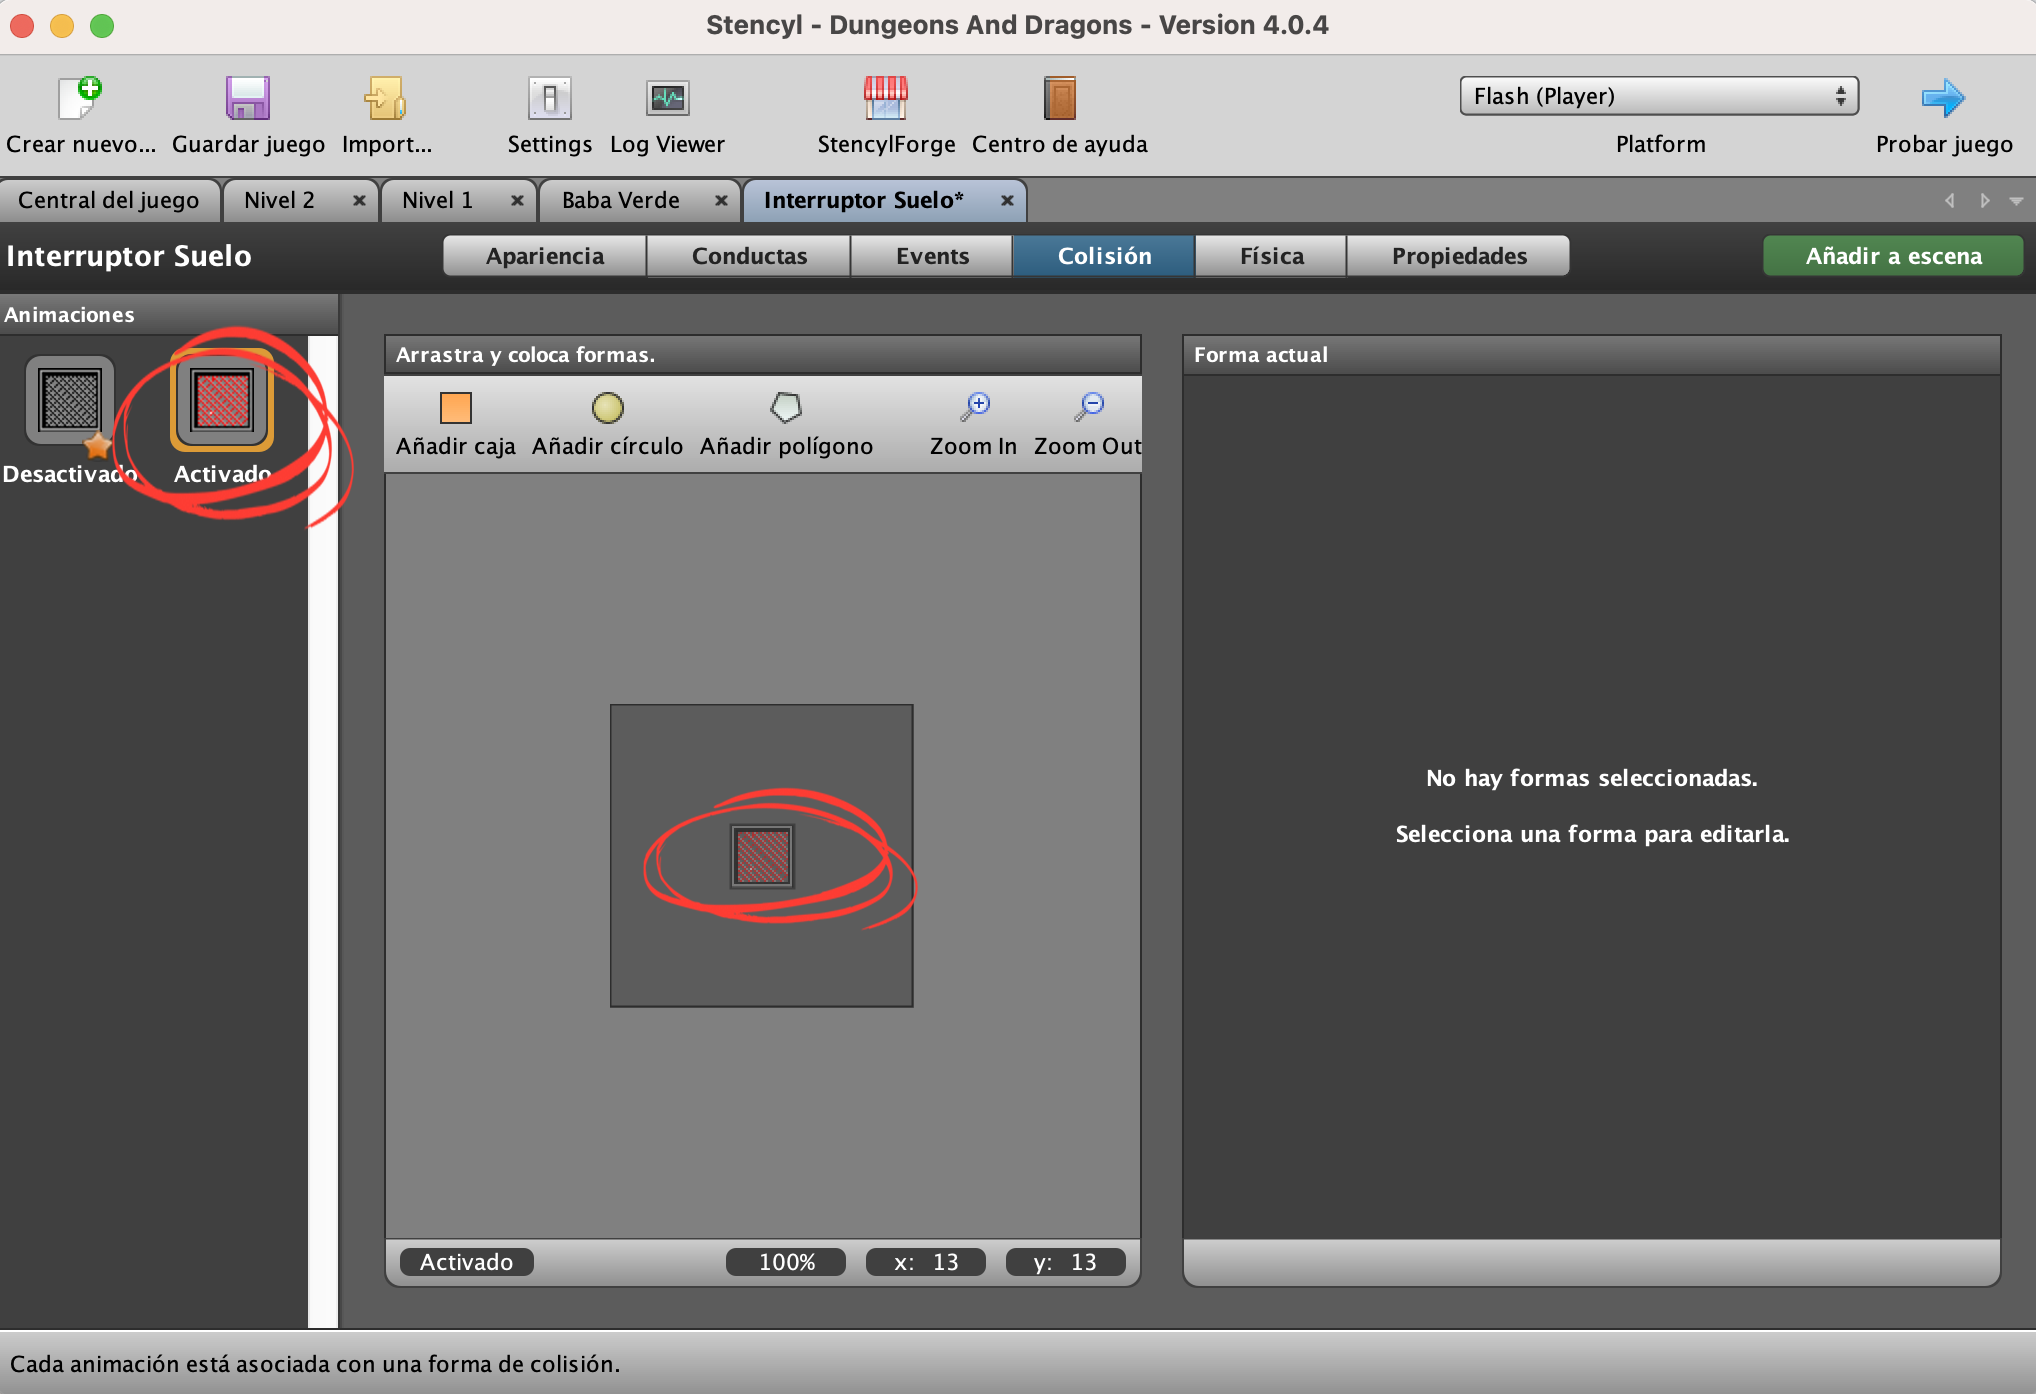 Stencyl - Dungeons And Dragons - Version 4.0.4
Crear nuevo... Guardar juego Import... Settings Log Viewer StencylForge Centro de ayuda Flash (Player) Platform Probar juego
Central del juego Nivel 2 Nivel 1 Baba Verde Interruptor Suelo*
Interruptor Suelo Apariencia Conductas Events Colisión Física Propiedades Añadir a escena
Animaciones
Desactivado Activado
Arrastra y coloca formas.
Añadir caja Añadir círculo Añadir polígono Zoom In Zoom Out
Activado 100% x: 13 y: 13
Forma actual
No hay formas seleccionadas.
Selecciona una forma para editarla.
Cada animación está asociada con una forma de colisión.